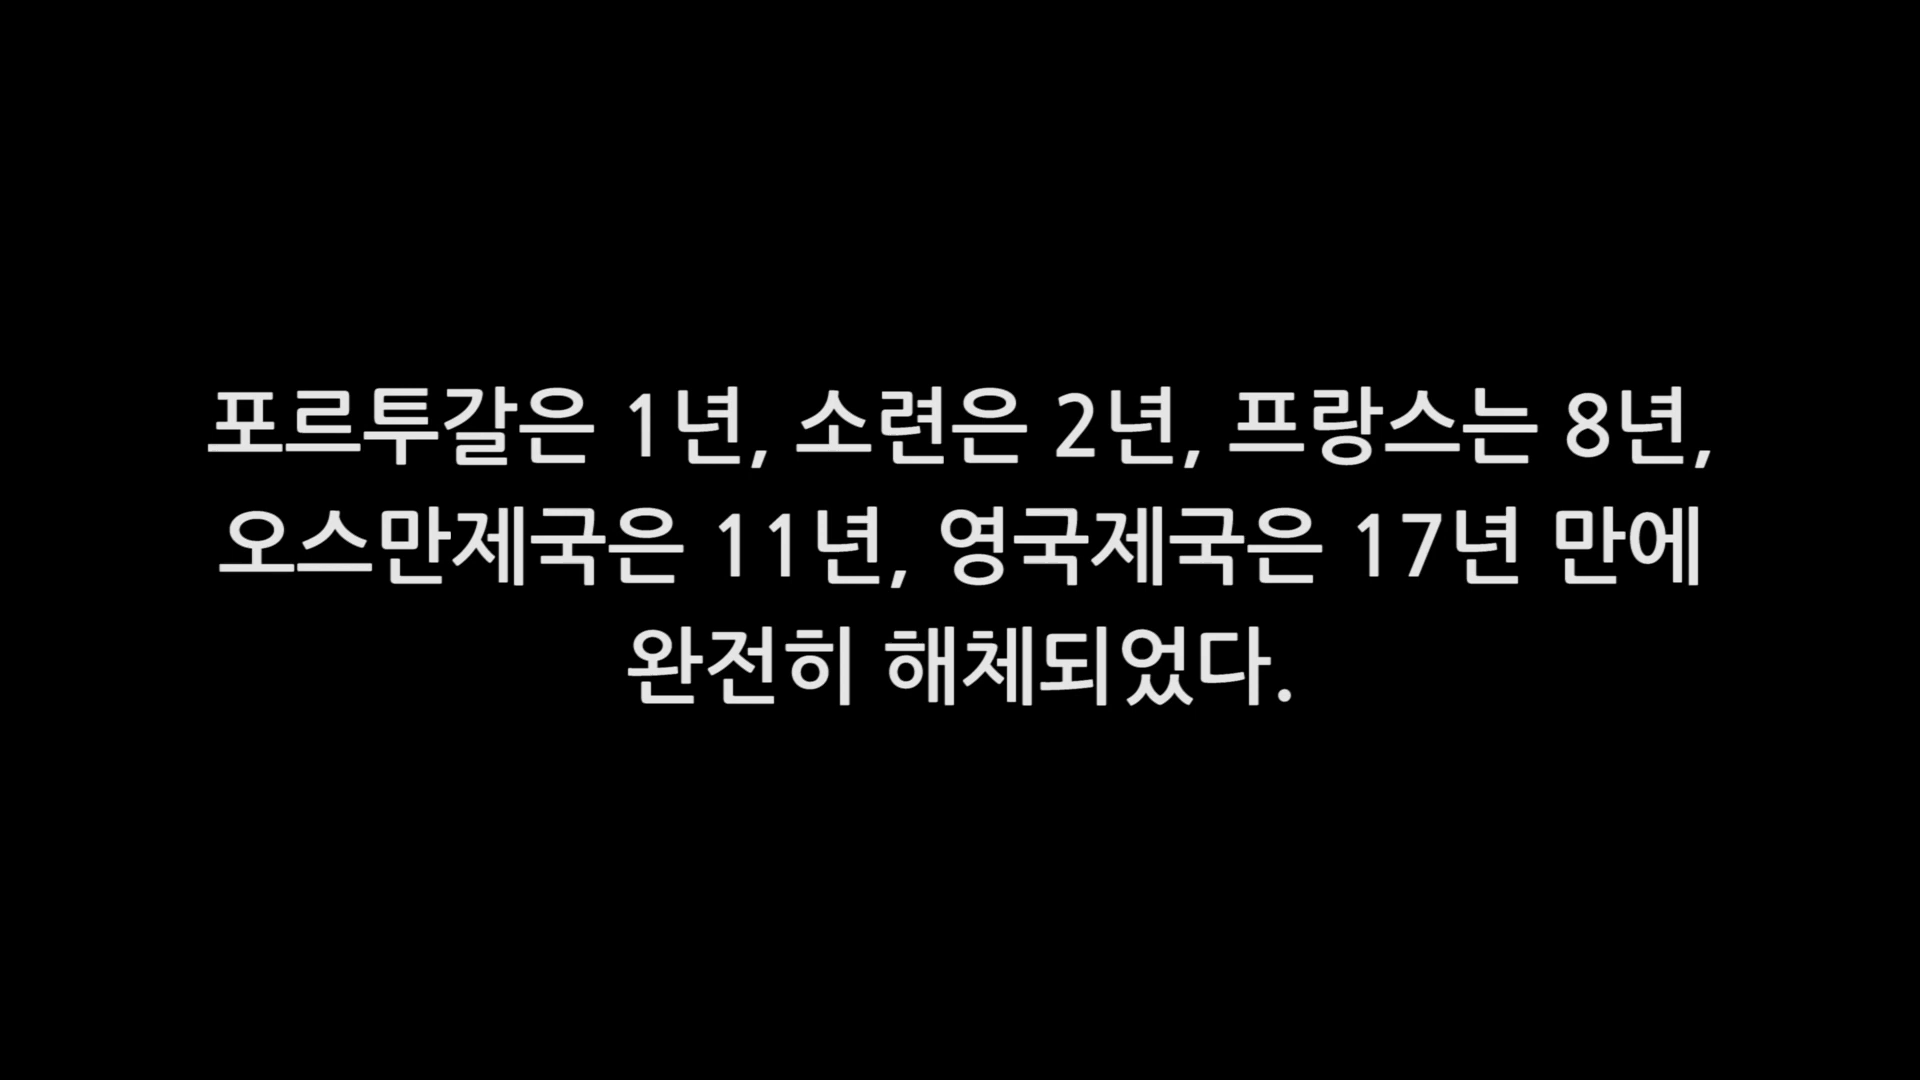 포르투갈은 1년, 소련은 2년, 프랑스는 8년,
오스만제국은 11년, 영국제국은 17년 만에
완전히 해체되었다.